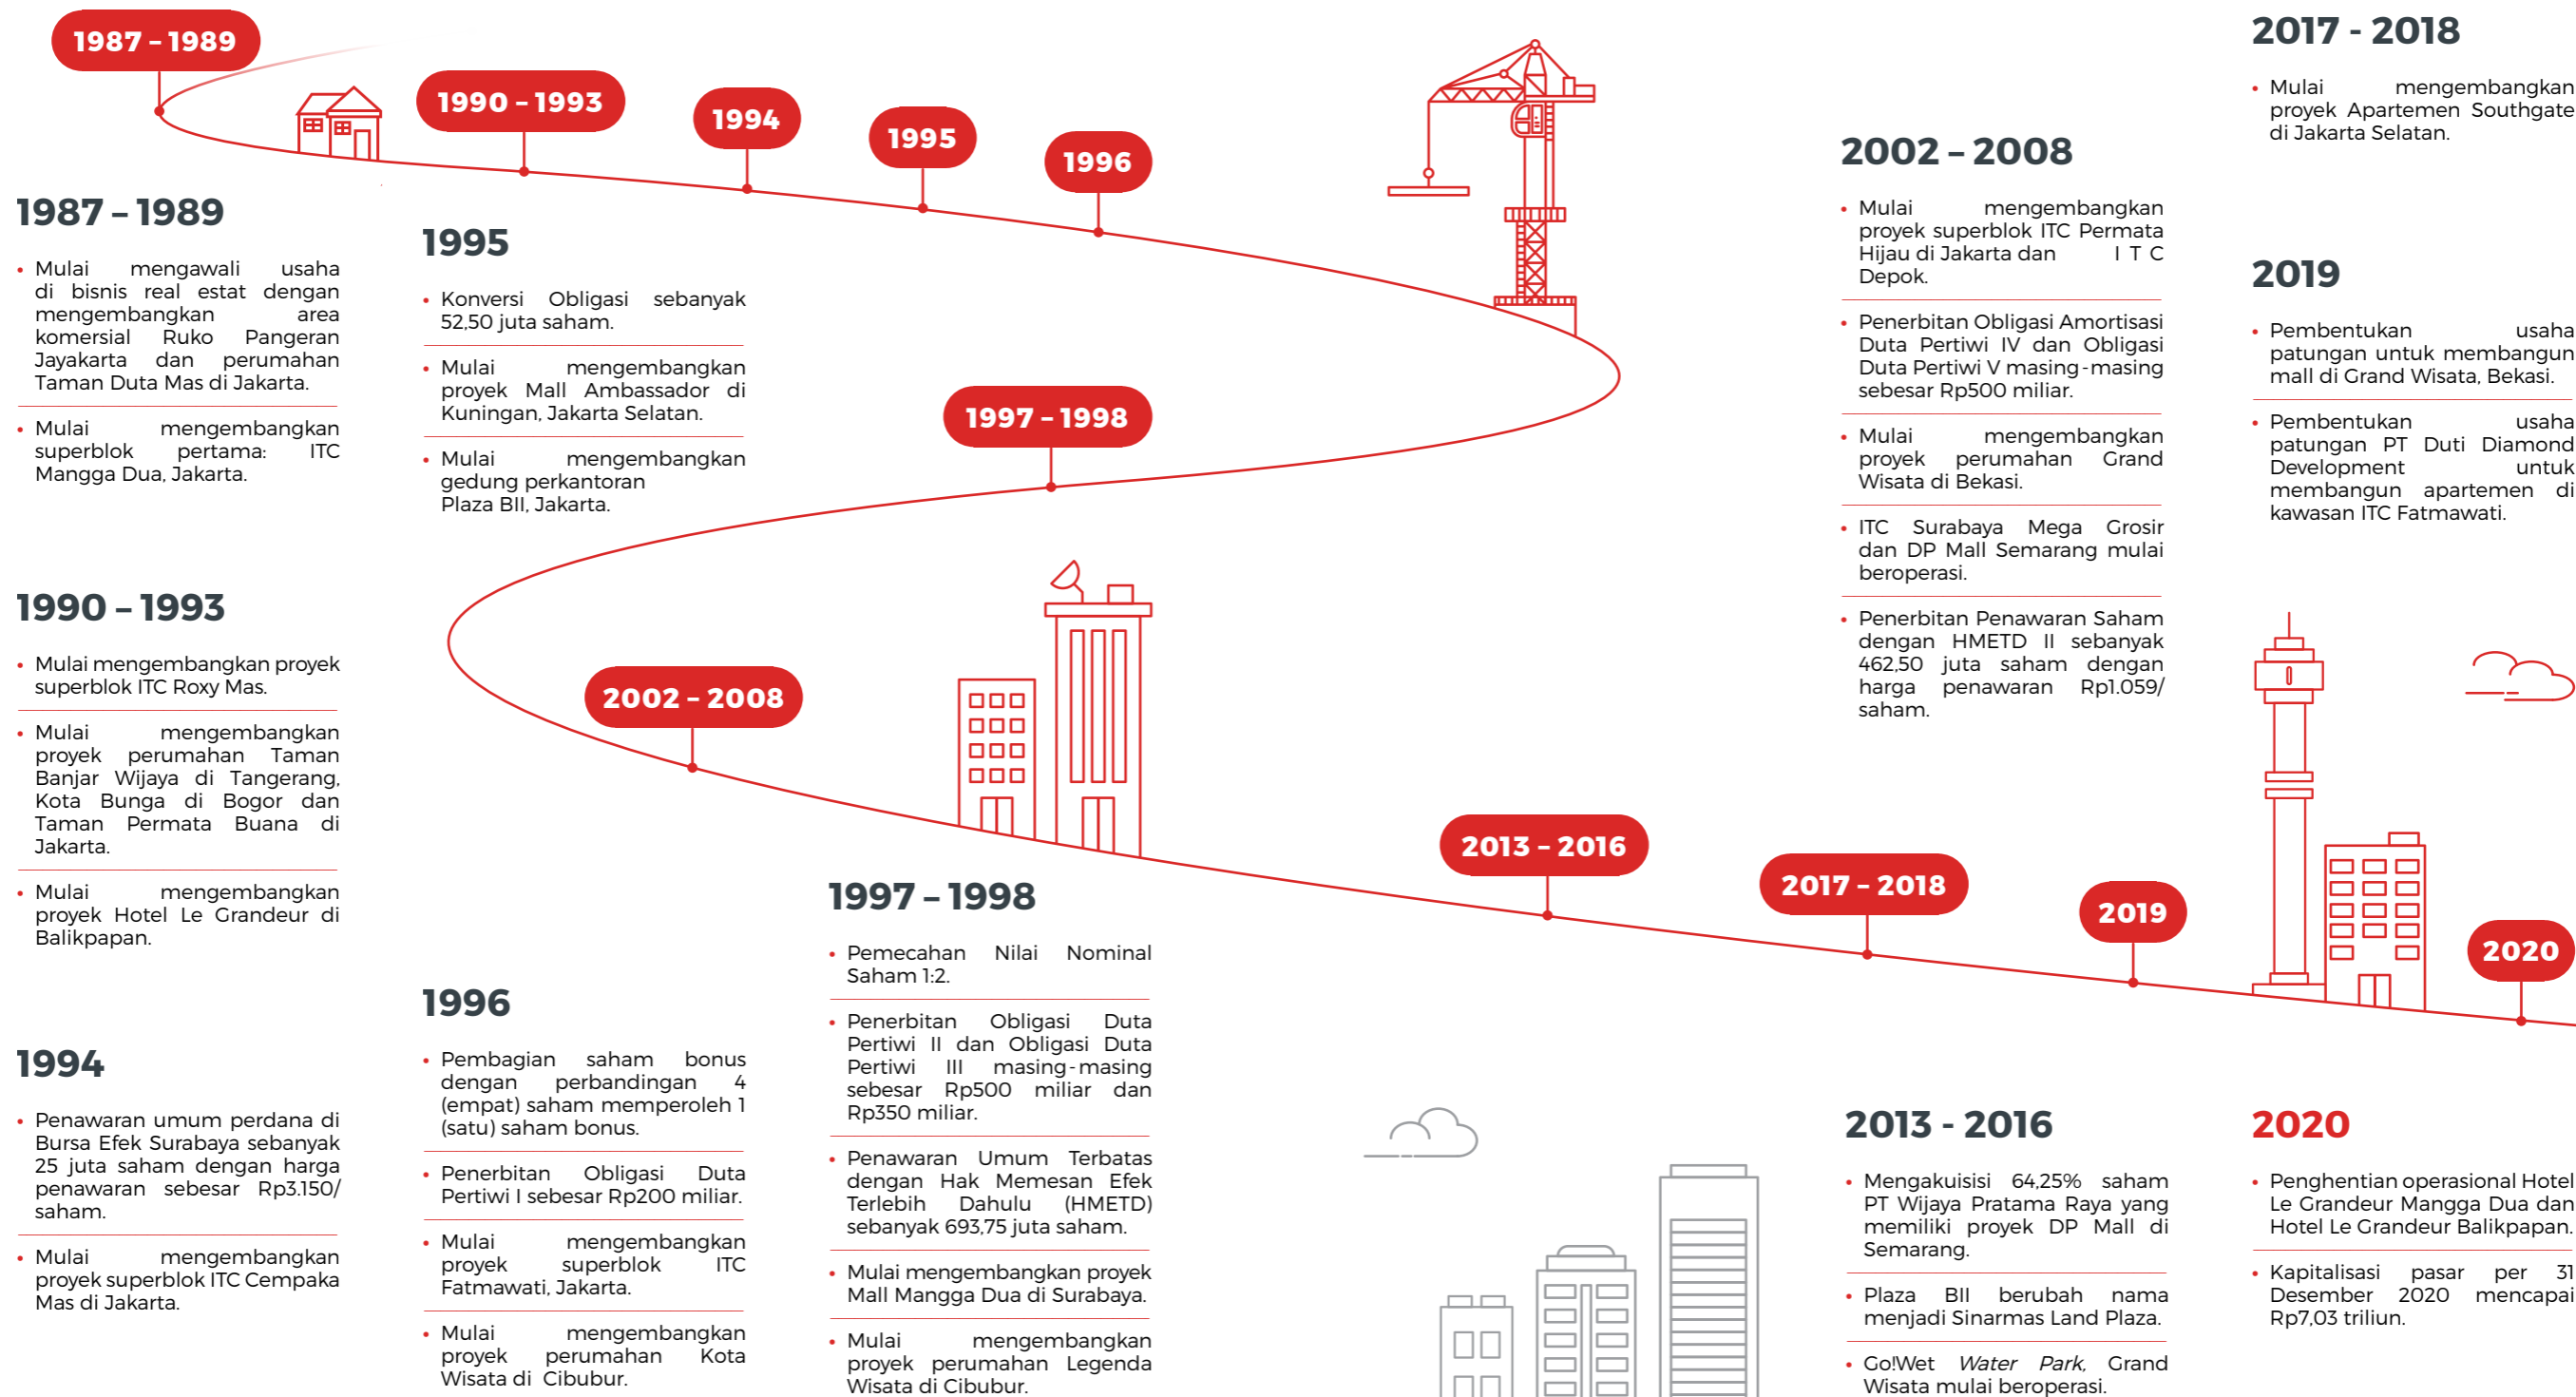 1987 – 1989
1990 – 1993
1994
1995
1996
1997 – 1998
2002 – 2008
2013 – 2016
2017 – 2018
2019
2020
1987 – 1989
• Mulai mengawali usaha
di bisnis real estat dengan
mengembangkan area
komersial Ruko Pangeran
Jayakarta dan perumahan
Taman Duta Mas di Jakarta.
• Mulai mengembangkan
superblok pertama: ITC
Mangga Dua, Jakarta.
1990 – 1993
• Mulai mengembangkan proyek
superblok ITC Roxy Mas.
• Mulai mengembangkan
proyek perumahan Taman
Banjar Wijaya di Tangerang,
Kota Bunga di Bogor dan
Taman Permata Buana di
Jakarta.
• Mulai mengembangkan
proyek Hotel Le Grandeur di
Balikpapan.
1994
• Penawaran umum perdana di
Bursa Efek Surabaya sebanyak
25 juta saham dengan harga
penawaran sebesar Rp3.150/
saham.
• Mulai mengembangkan
proyek superblok ITC Cempaka
Mas di Jakarta.
1995
• Konversi Obligasi sebanyak
52,50 juta saham.
• Mulai mengembangkan
proyek Mall Ambassador di
Kuningan, Jakarta Selatan.
• Mulai mengembangkan
gedung perkantoran
Plaza BII, Jakarta.
1996
• Pembagian saham bonus
dengan perbandingan 4
(empat) saham memperoleh 1
(satu) saham bonus.
• Penerbitan Obligasi Duta
Pertiwi I sebesar Rp200 miliar.
• Mulai mengembangkan
proyek superblok ITC
Fatmawati, Jakarta.
• Mulai mengembangkan
proyek perumahan Kota
Wisata di Cibubur.
1997 – 1998
• Pemecahan Nilai Nominal
Saham 1:2.
• Penerbitan Obligasi Duta
Pertiwi II dan Obligasi Duta
Pertiwi III masing-masing
sebesar Rp500 miliar dan
Rp350 miliar.
• Penawaran Umum Terbatas
dengan Hak Memesan Efek
Terlebih Dahulu (HMETD)
sebanyak 693,75 juta saham.
• Mulai mengembangkan proyek
Mall Mangga Dua di Surabaya.
• Mulai mengembangkan
proyek perumahan Legenda
Wisata di Cibubur.
2002 – 2008
• Mulai mengembangkan
proyek superblok ITC Permata
Hijau di Jakarta dan I T C
Depok.
• Penerbitan Obligasi Amortisasi
Duta Pertiwi IV dan Obligasi
Duta Pertiwi V masing-masing
sebesar Rp500 miliar.
• Mulai mengembangkan
proyek perumahan Grand
Wisata di Bekasi.
• ITC Surabaya Mega Grosir
dan DP Mall Semarang mulai
beroperasi.
• Penerbitan Penawaran Saham
dengan HMETD II sebanyak
462,50 juta saham dengan
harga penawaran Rp1.059/
saham.
2013 - 2016
• Mengakuisisi 64,25% saham
PT Wijaya Pratama Raya yang
memiliki proyek DP Mall di
Semarang.
• Plaza BII berubah nama
menjadi Sinarmas Land Plaza.
• Go!Wet Water Park, Grand
Wisata mulai beroperasi.
2017 - 2018
• Mulai mengembangkan
proyek Apartemen Southgate
di Jakarta Selatan.
2019
• Pembentukan usaha
patungan untuk membangun
mall di Grand Wisata, Bekasi.
• Pembentukan usaha
patungan PT Duti Diamond
Development untuk
membangun apartemen di
kawasan ITC Fatmawati.
2020
• Penghentian operasional Hotel
Le Grandeur Mangga Dua dan
Hotel Le Grandeur Balikpapan.
• Kapitalisasi pasar per 31
Desember 2020 mencapai
Rp7,03 triliun.